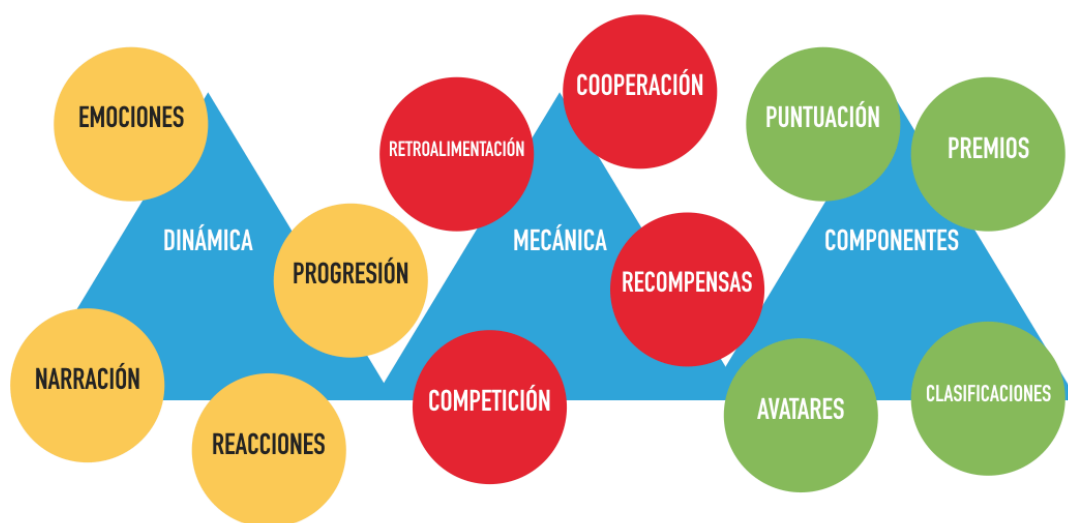 EMOCIONES
DINÁMICA
PROGRESIÓN
NARRACIÓN
REACCIONES
COOPERACIÓN
RETROALIMENTACIÓN
MECÁNICA
RECOMPENSAS
COMPETICIÓN
PUNTUACIÓN
PREMIOS
COMPONENTES
AVATARES
CLASIFICACIONES